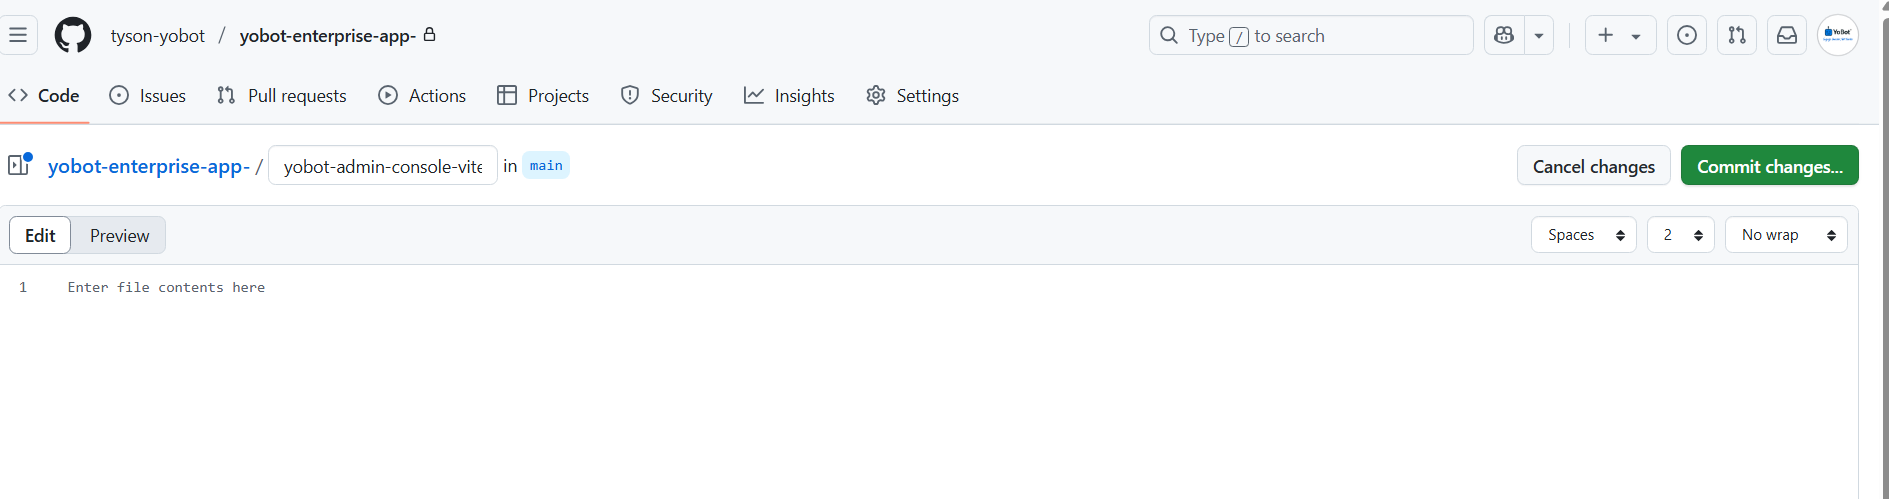 tyson-yobot / yobot-enterprise-app-
Type / to search
Yo Bot
Code Issues Pull requests Actions Projects Security Insights Settings
yobot-enterprise-app- / yobot-admin-console-vite in main
Cancel changes Commit changes...
Edit Preview
Spaces 2 No wrap
1 Enter file contents here